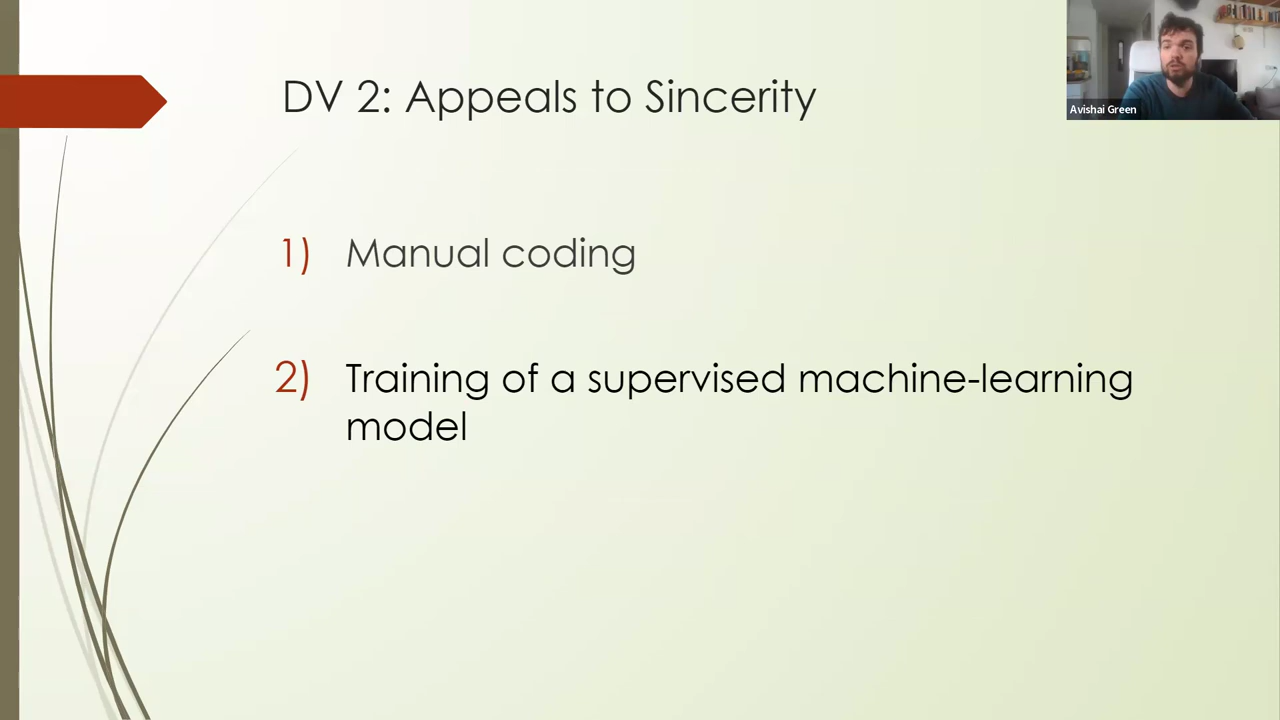 DV 2: Appeals to Sincerity
Avishai Green
1) Manual coding
2) Training of a supervised machine-learning
model